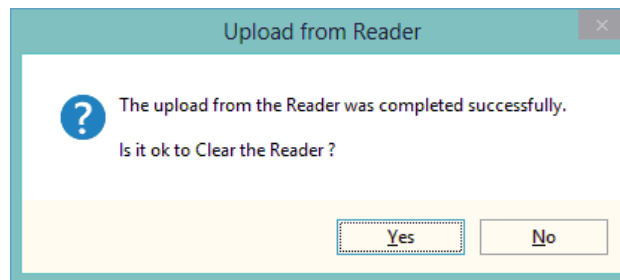 Upload from Reader
The upload from the Reader was completed successfully.
Is it ok to Clear the Reader ?
Yes
No